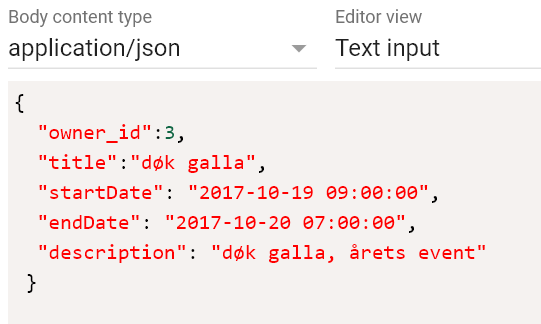 Body content type Editor view
application/json Text input
{
"owner_id":3,
"title":"døk galla",
"startDate": "2017-10-19 09:00:00",
"endDate": "2017-10-20 07:00:00",
"description": "døk galla, årets event"
}